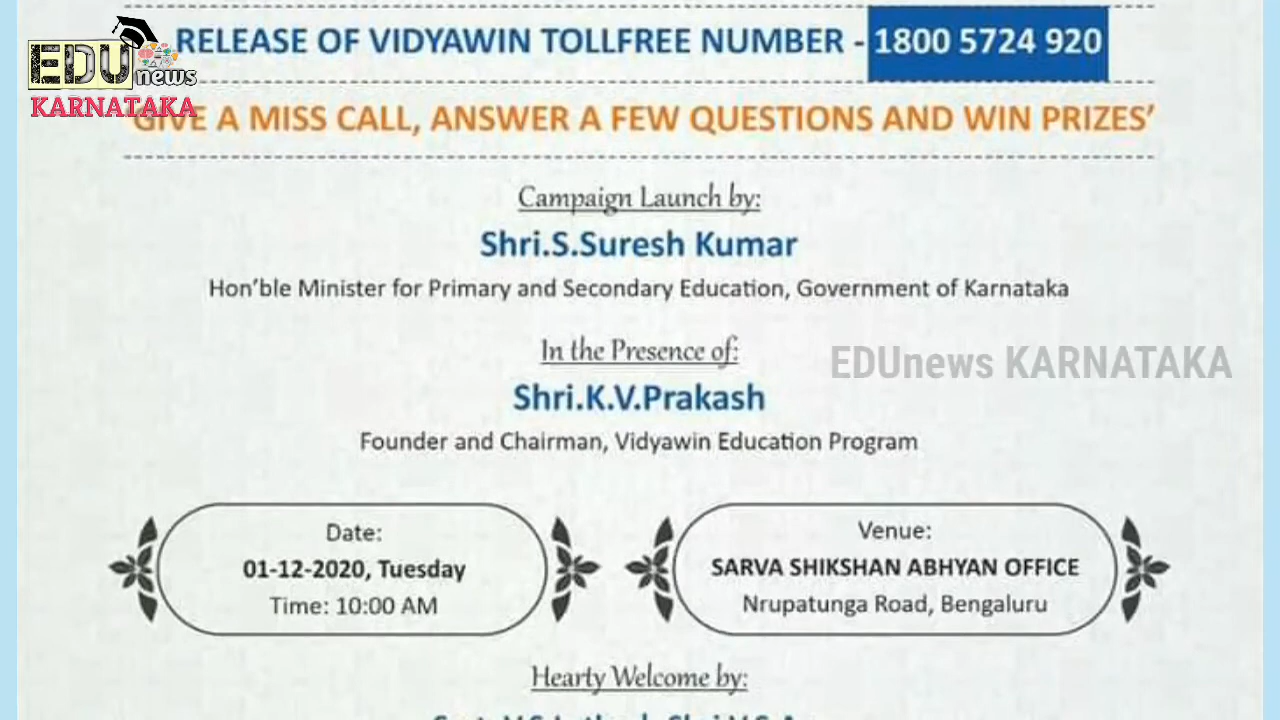 EDU news
KARNATAKA
RELEASE OF VIDYAWIN TOLLFREE NUMBER - 1800 5724 920
GIVE A MISS CALL, ANSWER A FEW QUESTIONS AND WIN PRIZES'
Campaign Launch by:
Shri.S.Suresh Kumar
Hon'ble Minister for Primary and Secondary Education, Government of Karnataka
In the Presence of:
EDUnews KARNATAKA
Shri.K.V.Prakash
Founder and Chairman, Vidyawin Education Program
Date:
01-12-2020, Tuesday
Time: 10:00 AM
Venue:
SARVA SHIKSHAN ABHYAN OFFICE
Nrupatunga Road, Bengaluru
Hearty Welcome by: